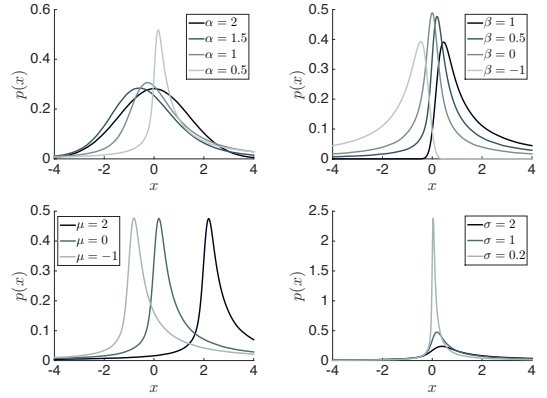 0.6
0.4
0.2
0
p(x)
-4
-2
0
2
4
x
α = 2
α = 1.5
α = 1
α = 0.5
0.5
0.4
0.3
0.2
0.1
0
p(x)
-4
-2
0
2
4
x
β = 1
β = 0.5
β = 0
β = −1
0.5
0.4
0.3
0.2
0.1
0
p(x)
-4
-2
0
2
4
x
μ = 2
μ = 0
μ = −1
2.5
2
1.5
1
0.5
0
p(x)
-4
-2
0
2
4
x
σ = 2
σ = 1
σ = 0.2